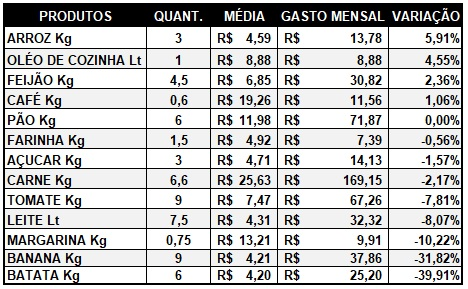 PRODUTOS QUANT. MÉDIA GASTO MENSAL VARIAÇÃO
ARROZ Kg 3 R$ 4,59 R$ 13,78 5,91%
OLÉO DE COZINHA Lt 1 R$ 8,88 R$ 8,88 4,55%
FEIJÃO Kg 4,5 R$ 6,85 R$ 30,82 2,36%
CAFÉ Kg 0,6 R$ 19,26 R$ 11,56 1,06%
PÃO Kg 6 R$ 11,98 R$ 71,87 0,00%
FARINHA Kg 1,5 R$ 4,92 R$ 7,39 -0,56%
AÇUCAR Kg 3 R$ 4,71 R$ 14,13 -1,57%
CARNE Kg 6,6 R$ 25,63 R$ 169,15 -2,17%
TOMATE Kg 9 R$ 7,47 R$ 67,26 -7,81%
LEITE Lt 7,5 R$ 4,31 R$ 32,32 -8,07%
MARGARINA Kg 0,75 R$ 13,21 R$ 9,91 -10,22%
BANANA Kg 9 R$ 4,21 R$ 37,86 -31,82%
BATATA Kg 6 R$ 4,20 R$ 25,20 -39,91%